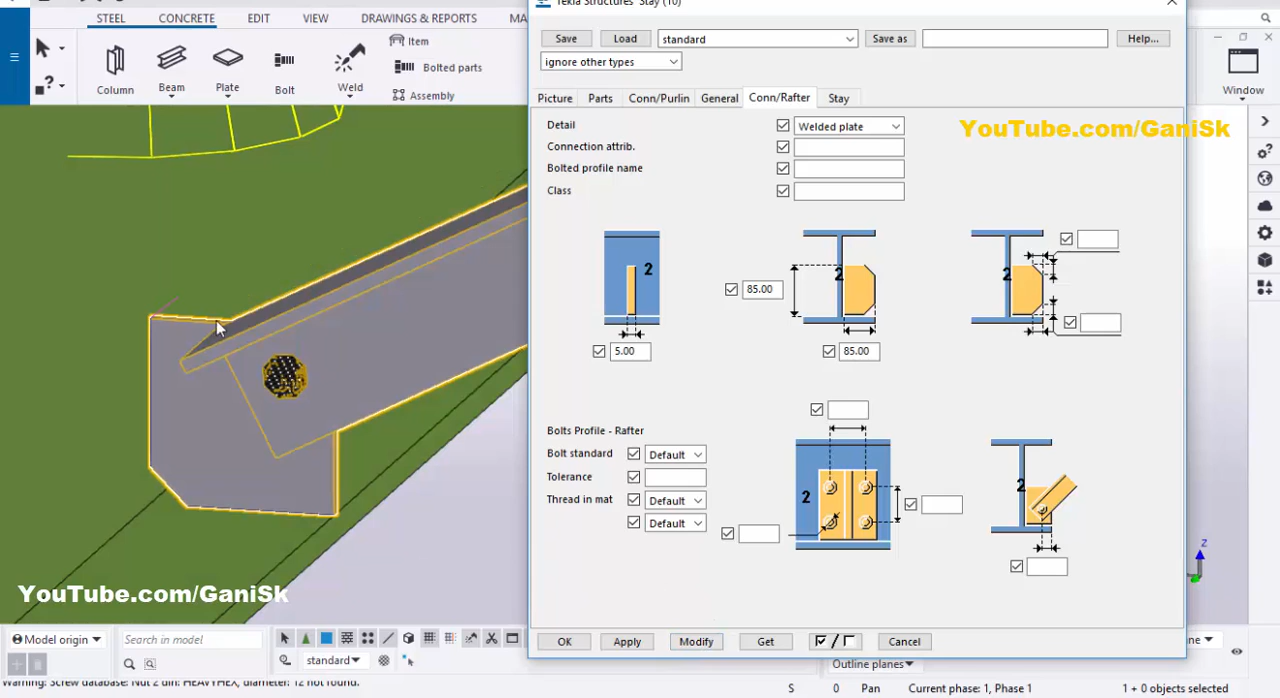 Tekla Structures Stay (10)
STEEL CONCRETE EDIT VIEW DRAWINGS & REPORTS MA
Column Beam Plate Bolt Weld
Item
Bolted parts
Assembly
Window
Save Load standard Save as Help...
ignore other types
Picture Parts Conn/Purlin General Conn/Rafter Stay
Detail Welded plate
Connection attrib.
Bolted profile name
Class
YouTube.com/GaniSk
2 2 2
85.00
5.00 85.00
Bolts Profile - Rafter
Bolt standard Default
Tolerance
Thread in mat Default
Default
2 2
Z
YouTube.com/GaniSk
OK Apply Modify Get / Cancel
Model origin Search in model
standard
ne
Outline planes
Warning: Screw database: Nut 2 din: HEAVYHEX, diameter: 12 not found.
S 0 Pan Current phase: 1, Phase 1 1 + 0 objects selected